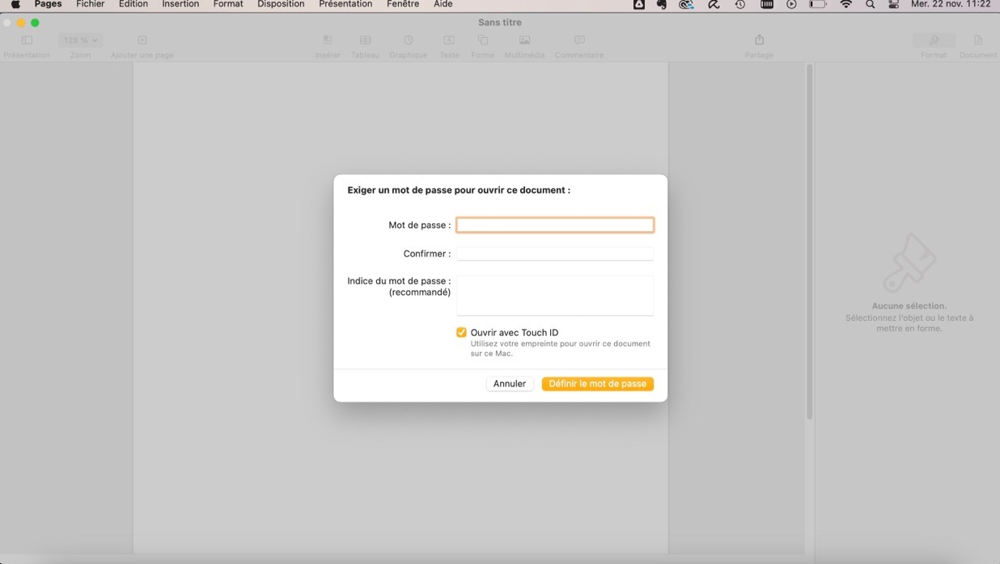 Pages Fichier Édition Insertion Format Disposition Présentation Fenêtre Aide Mer. 22 nov. 11:22
Sans titre
125 %
Présentation Zoom Ajouter une page Insérer Tableau Graphique Texte Forme Multimédia Commentaire Partage Format Document
Exiger un mot de passe pour ouvrir ce document :
Mot de passe :
Confirmer :
Indice du mot de passe :
(recommandé)
Ouvrir avec Touch ID
Utilisez votre empreinte pour ouvrir ce document
sur ce Mac.
Annuler Définir le mot de passe
Aucune sélection.
Sélectionnez l'objet ou le texte à
mettre en forme.